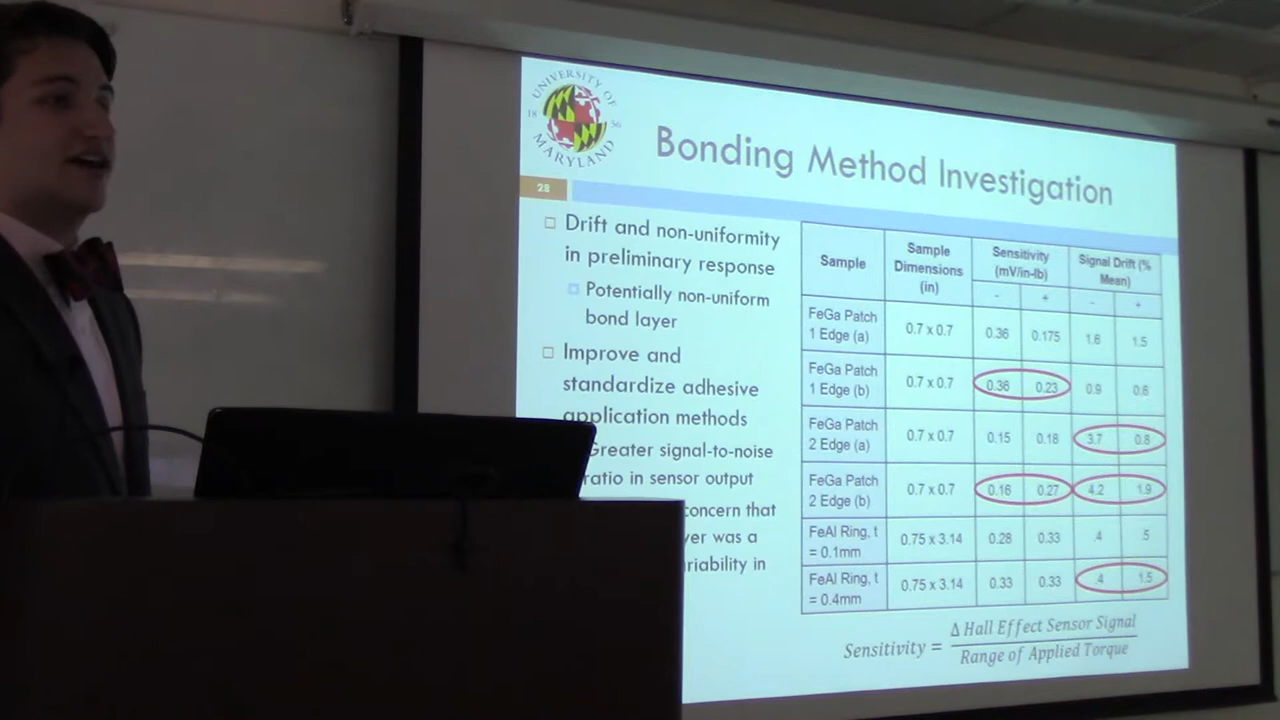 UNIVERSITY OF
18 56
MARYLAND
Bonding Method Investigation
28
□ Drift and non-uniformity
in preliminary response
Potentially non-uniform
bond layer
□ Improve and
standardize adhesive
application methods
Greater signal-to-noise
ratio in sensor output
concern that
was a
in
Sample
Sample Dimensions (in)
Sensitivity (mV/in-lb)
Signal Drift (% Mean)
- + - +
FeGa Patch 1 Edge (a) 0.7 x 0.7 0.36 0.175 1.6 1.5
FeGa Patch 1 Edge (b) 0.7 x 0.7 0.36 0.23 0.9 0.6
FeGa Patch 2 Edge (a) 0.7 x 0.7 0.15 0.18 3.7 0.8
FeGa Patch 2 Edge (b) 0.7 x 0.7 0.16 0.27 4.2 1.9
FeAl Ring, t = 0.1mm 0.75 x 3.14 0.28 0.33 .4 .5
FeAl Ring, t = 0.4mm 0.75 x 3.14 0.33 0.33 .4 1.5
Δ Hall Effect Sensor Signal
Sensitivity =
Range of Applied Torque